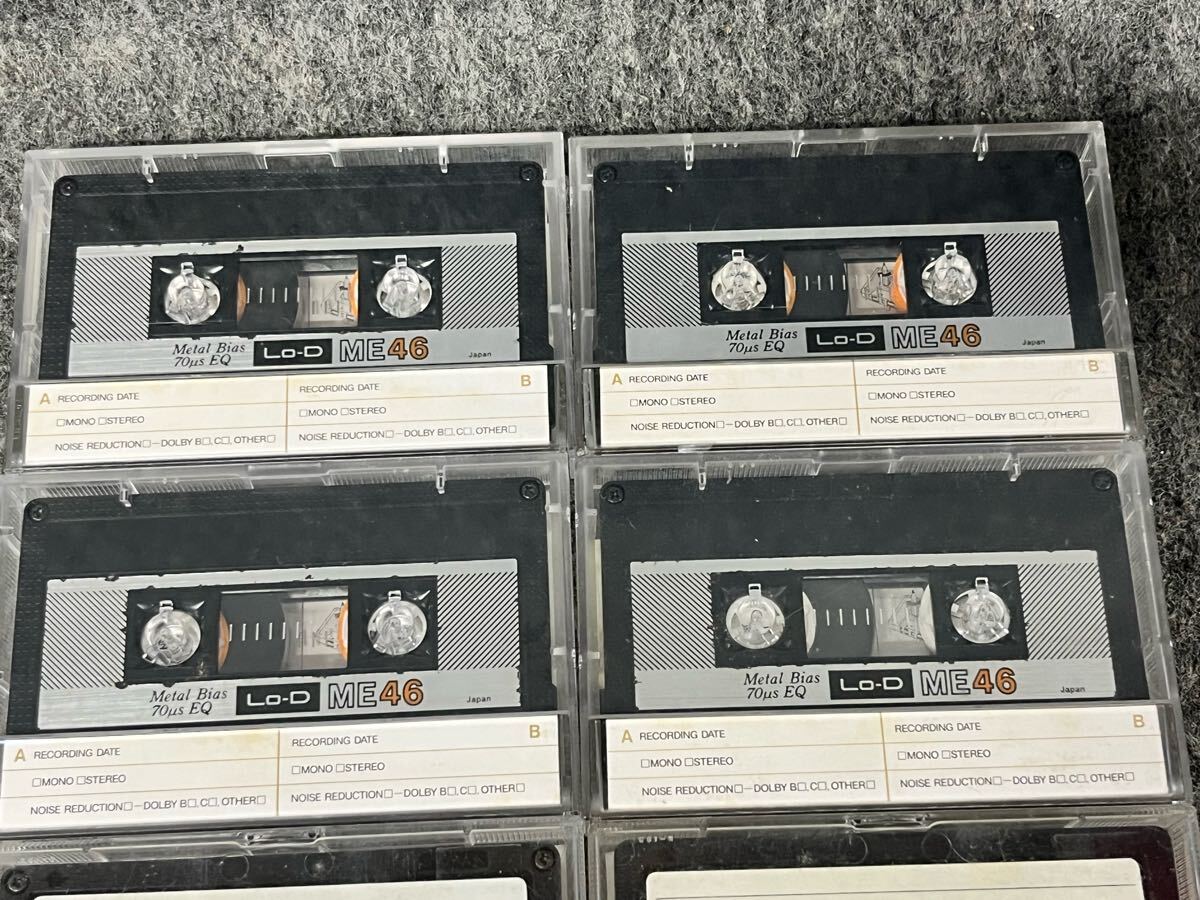 Metal Bias
70µs EQ
Lo-D ME46
Japan
A RECORDING DATE
□MONO □STEREO
NOISE REDUCTION□—DOLBY B□, C□, OTHER□
RECORDING DATE B
□MONO □STEREO
NOISE REDUCTION□—DOLBY B□, C□, OTHER□
Metal Bias
70µs EQ
Lo-D ME46
Japan
A RECORDING DATE
□MONO □STEREO
NOISE REDUCTION□—DOLBY B□, C□, OTHER□
RECORDING DATE B
□MONO □STEREO
NOISE REDUCTION□—DOLBY B□, C□, OTHER□
Metal Bias
70µs EQ
Lo-D ME46
Japan
A RECORDING DATE
□MONO □STEREO
NOISE REDUCTION□—DOLBY B□, C□, OTHER□
RECORDING DATE B
□MONO □STEREO
NOISE REDUCTION□—DOLBY B□, C□, OTHER□
Metal Bias
70µs EQ
Lo-D ME46
Japan
A RECORDING DATE
□MONO □STEREO
NOISE REDUCTION□—DOLBY B□, C□, OTHER□
RECORDING DATE B
□MONO □STEREO
NOISE REDUCTION□—DOLBY B□, C□, OTHER□